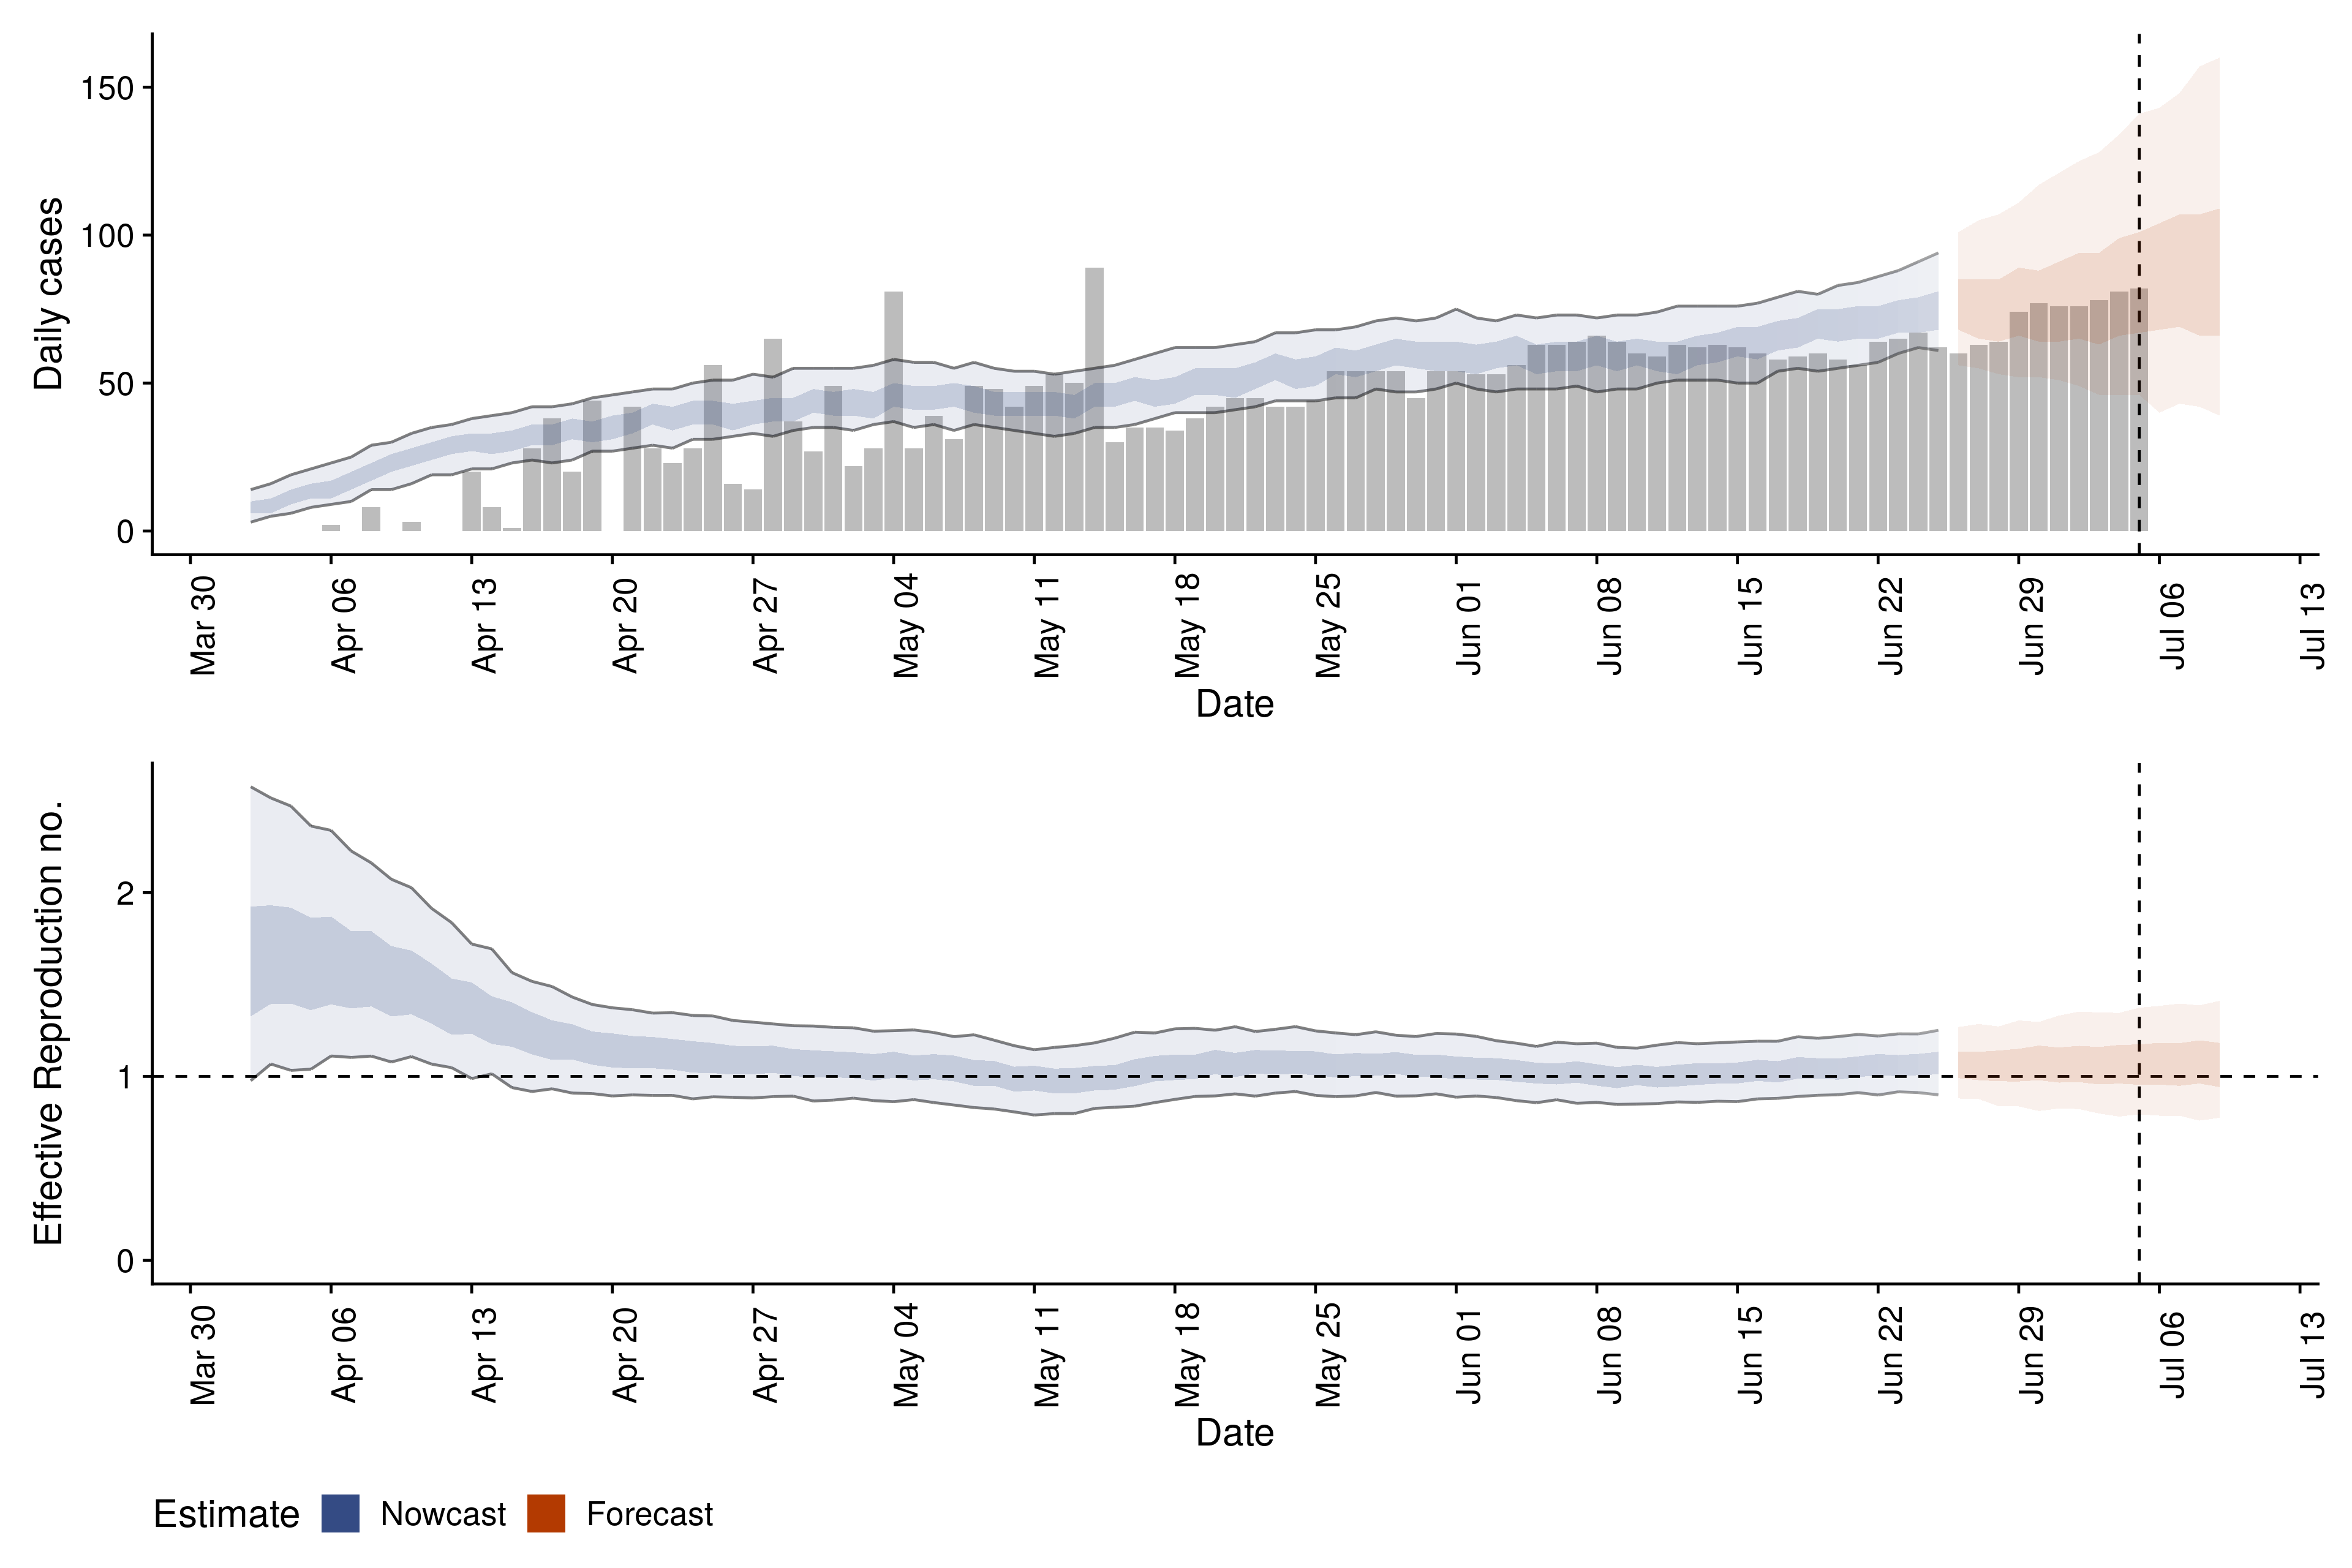 Daily cases
150
100
50
0
Mar 30
Apr 06
Apr 13
Apr 20
Apr 27
May 04
May 11
May 18
May 25
Jun 01
Jun 08
Jun 15
Jun 22
Jun 29
Jul 06
Jul 13
Date
Effective Reproduction no.
2
1
0
Mar 30
Apr 06
Apr 13
Apr 20
Apr 27
May 04
May 11
May 18
May 25
Jun 01
Jun 08
Jun 15
Jun 22
Jun 29
Jul 06
Jul 13
Date
Estimate Nowcast Forecast